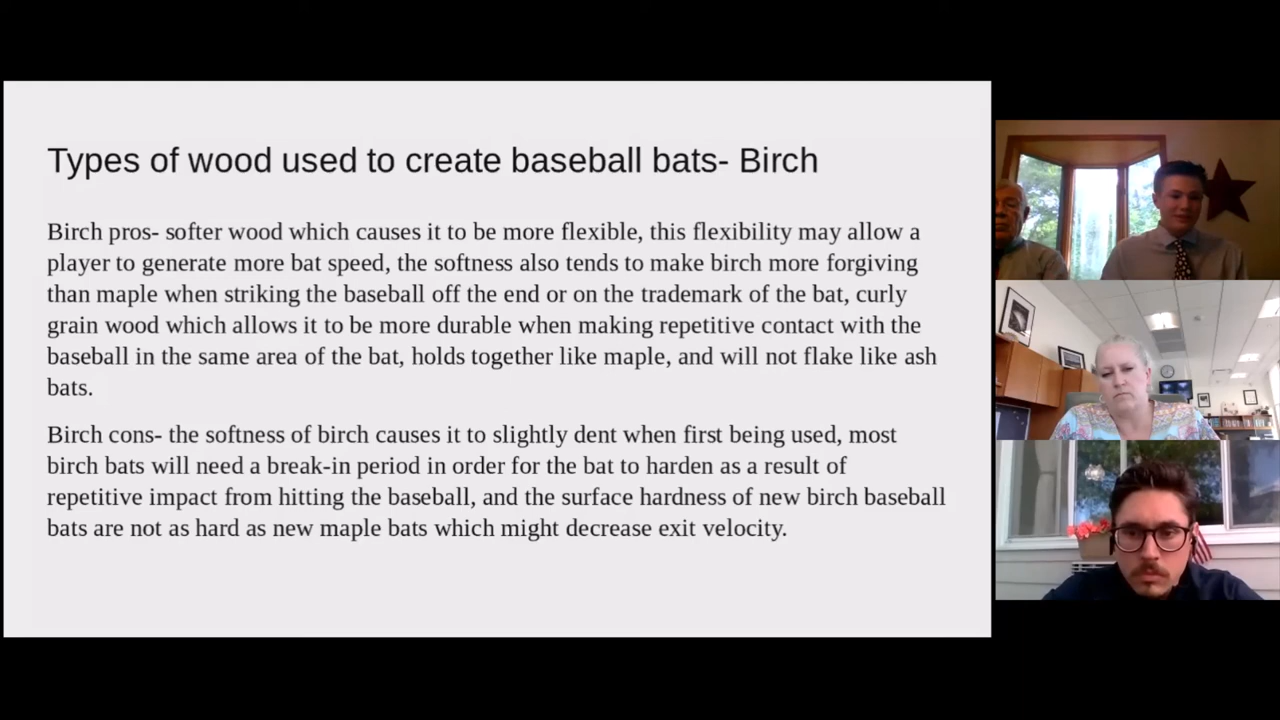 Types of wood used to create baseball bats- Birch
Birch pros- softer wood which causes it to be more flexible, this flexibility may allow a
player to generate more bat speed, the softness also tends to make birch more forgiving
than maple when striking the baseball off the end or on the trademark of the bat, curly
grain wood which allows it to be more durable when making repetitive contact with the
baseball in the same area of the bat, holds together like maple, and will not flake like ash
bats.
Birch cons- the softness of birch causes it to slightly dent when first being used, most
birch bats will need a break-in period in order for the bat to harden as a result of
repetitive impact from hitting the baseball, and the surface hardness of new birch baseball
bats are not as hard as new maple bats which might decrease exit velocity.